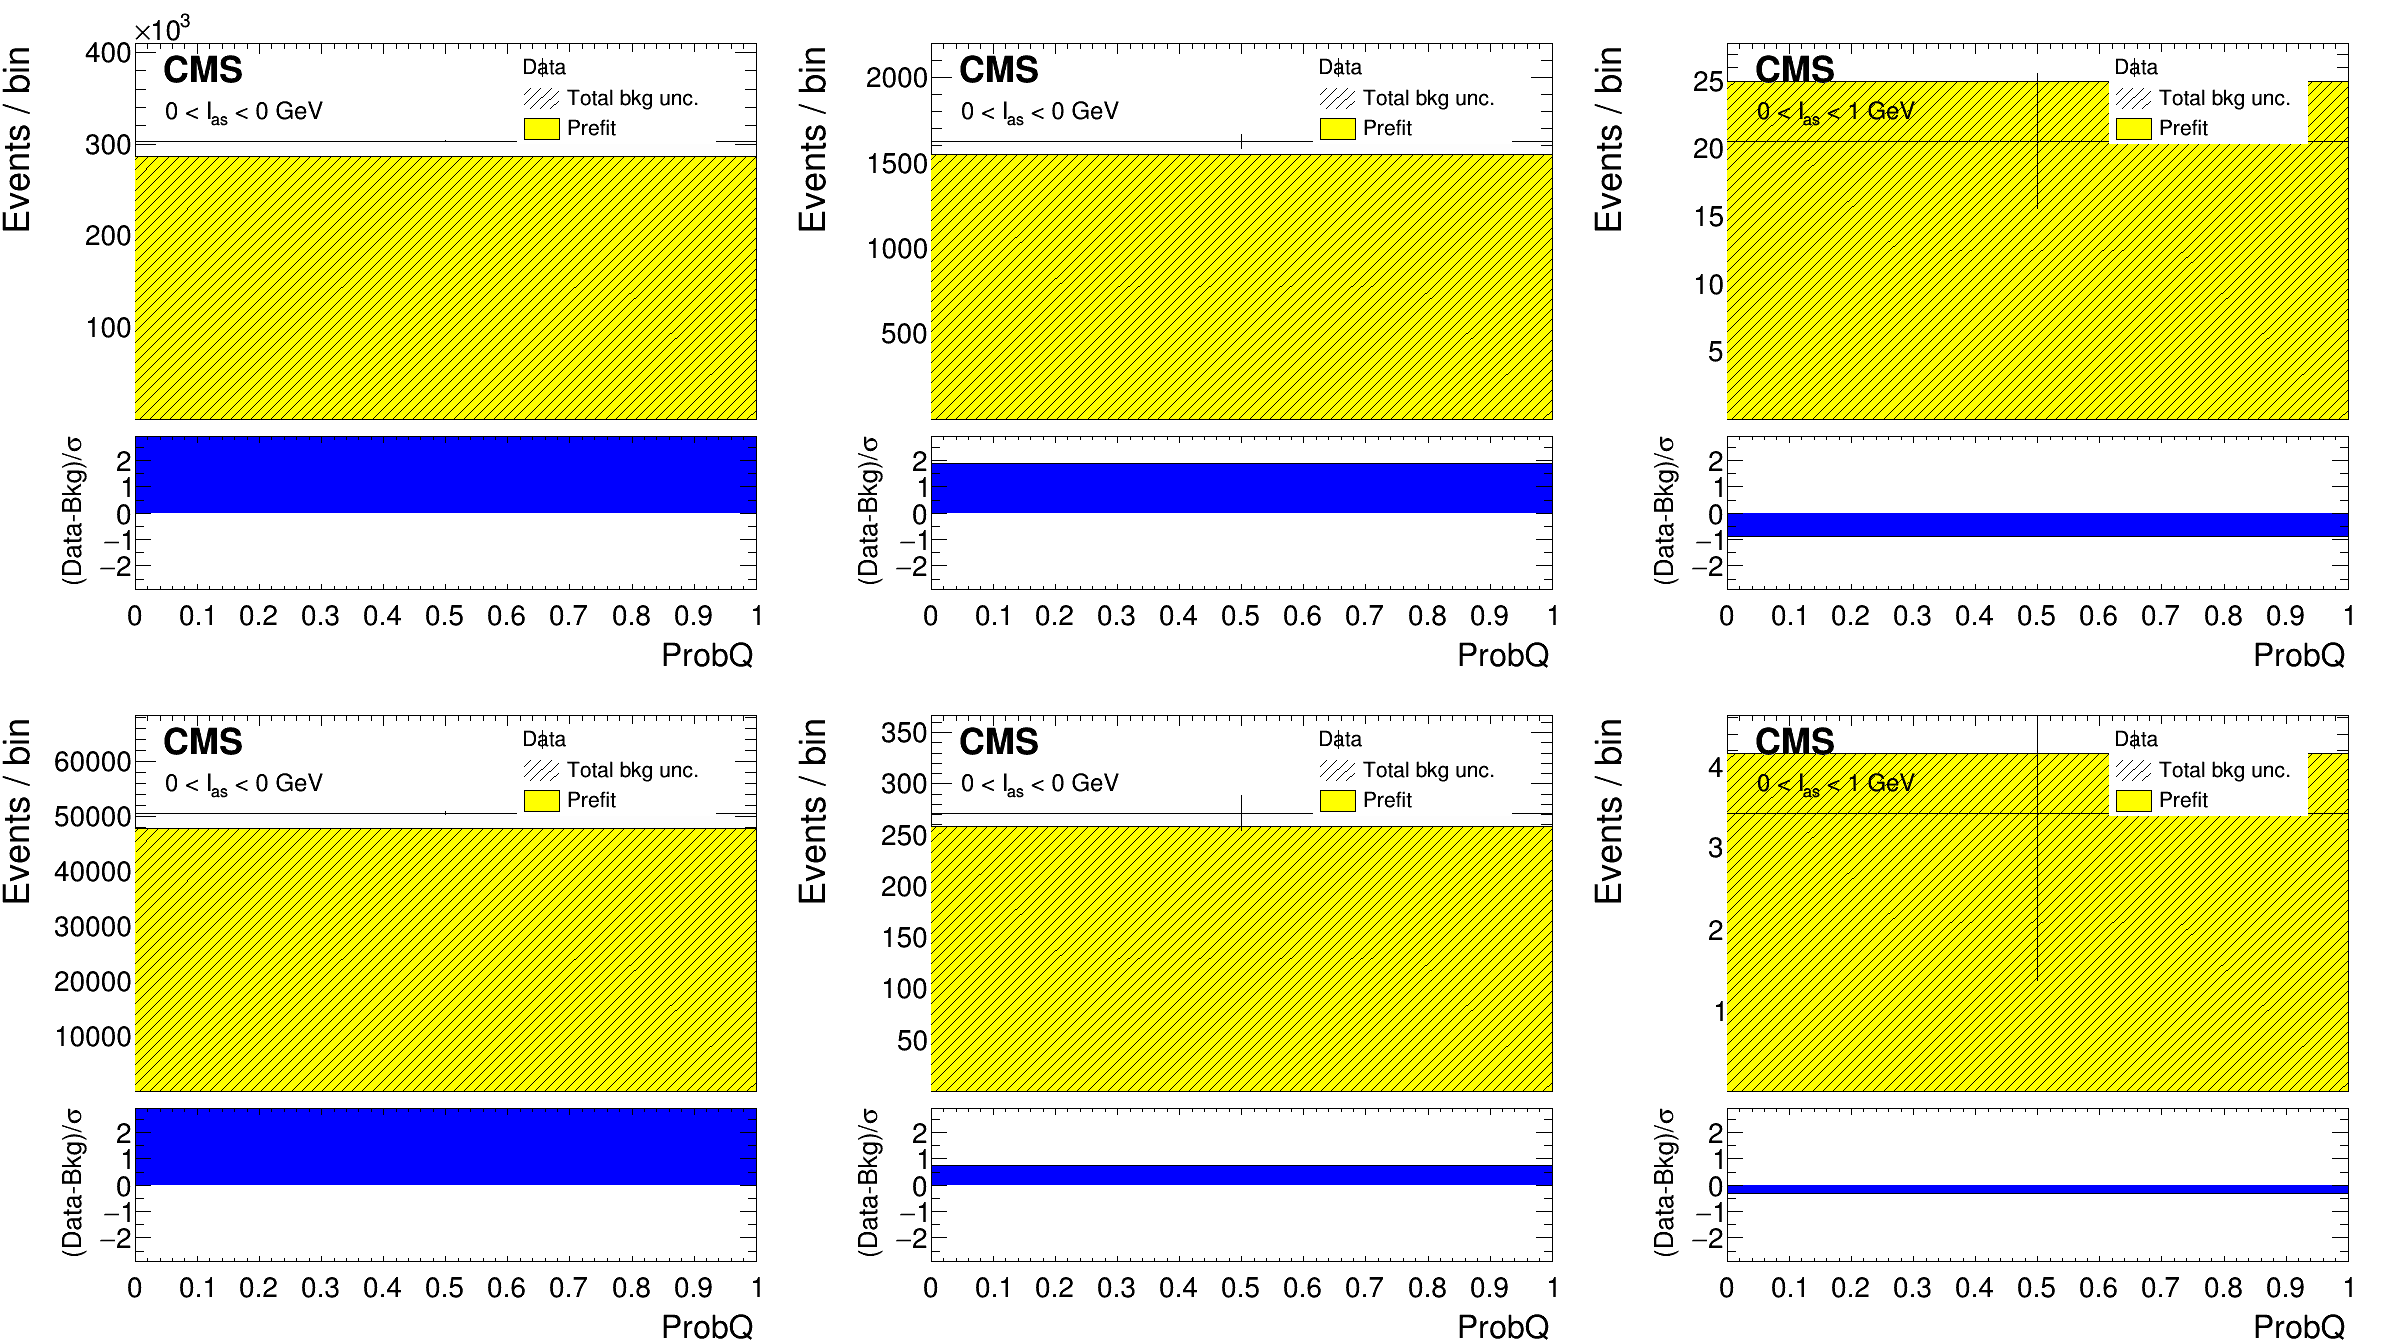 ×10³
400
300
200
100
Events / bin
CMS
0 < I_as < 0 GeV
Data
Total bkg unc.
Prefit
(Data-Bkg)/σ
2
1
0
−1
−2
0 0.1 0.2 0.3 0.4 0.5 0.6 0.7 0.8 0.9 1
ProbQ
2000
1500
1000
500
Events / bin
CMS
0 < I_as < 0 GeV
Data
Total bkg unc.
Prefit
(Data-Bkg)/σ
2
1
0
−1
−2
0 0.1 0.2 0.3 0.4 0.5 0.6 0.7 0.8 0.9 1
ProbQ
25
20
15
10
5
Events / bin
CMS
0 < I_as < 1 GeV
Data
Total bkg unc.
Prefit
(Data-Bkg)/σ
2
1
0
−1
−2
0 0.1 0.2 0.3 0.4 0.5 0.6 0.7 0.8 0.9 1
ProbQ
60000
50000
40000
30000
20000
10000
Events / bin
CMS
0 < I_as < 0 GeV
Data
Total bkg unc.
Prefit
(Data-Bkg)/σ
2
1
0
−1
−2
0 0.1 0.2 0.3 0.4 0.5 0.6 0.7 0.8 0.9 1
ProbQ
350
300
250
200
150
100
50
Events / bin
CMS
0 < I_as < 0 GeV
Data
Total bkg unc.
Prefit
(Data-Bkg)/σ
2
1
0
−1
−2
0 0.1 0.2 0.3 0.4 0.5 0.6 0.7 0.8 0.9 1
ProbQ
4
3
2
1
Events / bin
CMS
0 < I_as < 1 GeV
Data
Total bkg unc.
Prefit
(Data-Bkg)/σ
2
1
0
−1
−2
0 0.1 0.2 0.3 0.4 0.5 0.6 0.7 0.8 0.9 1
ProbQ